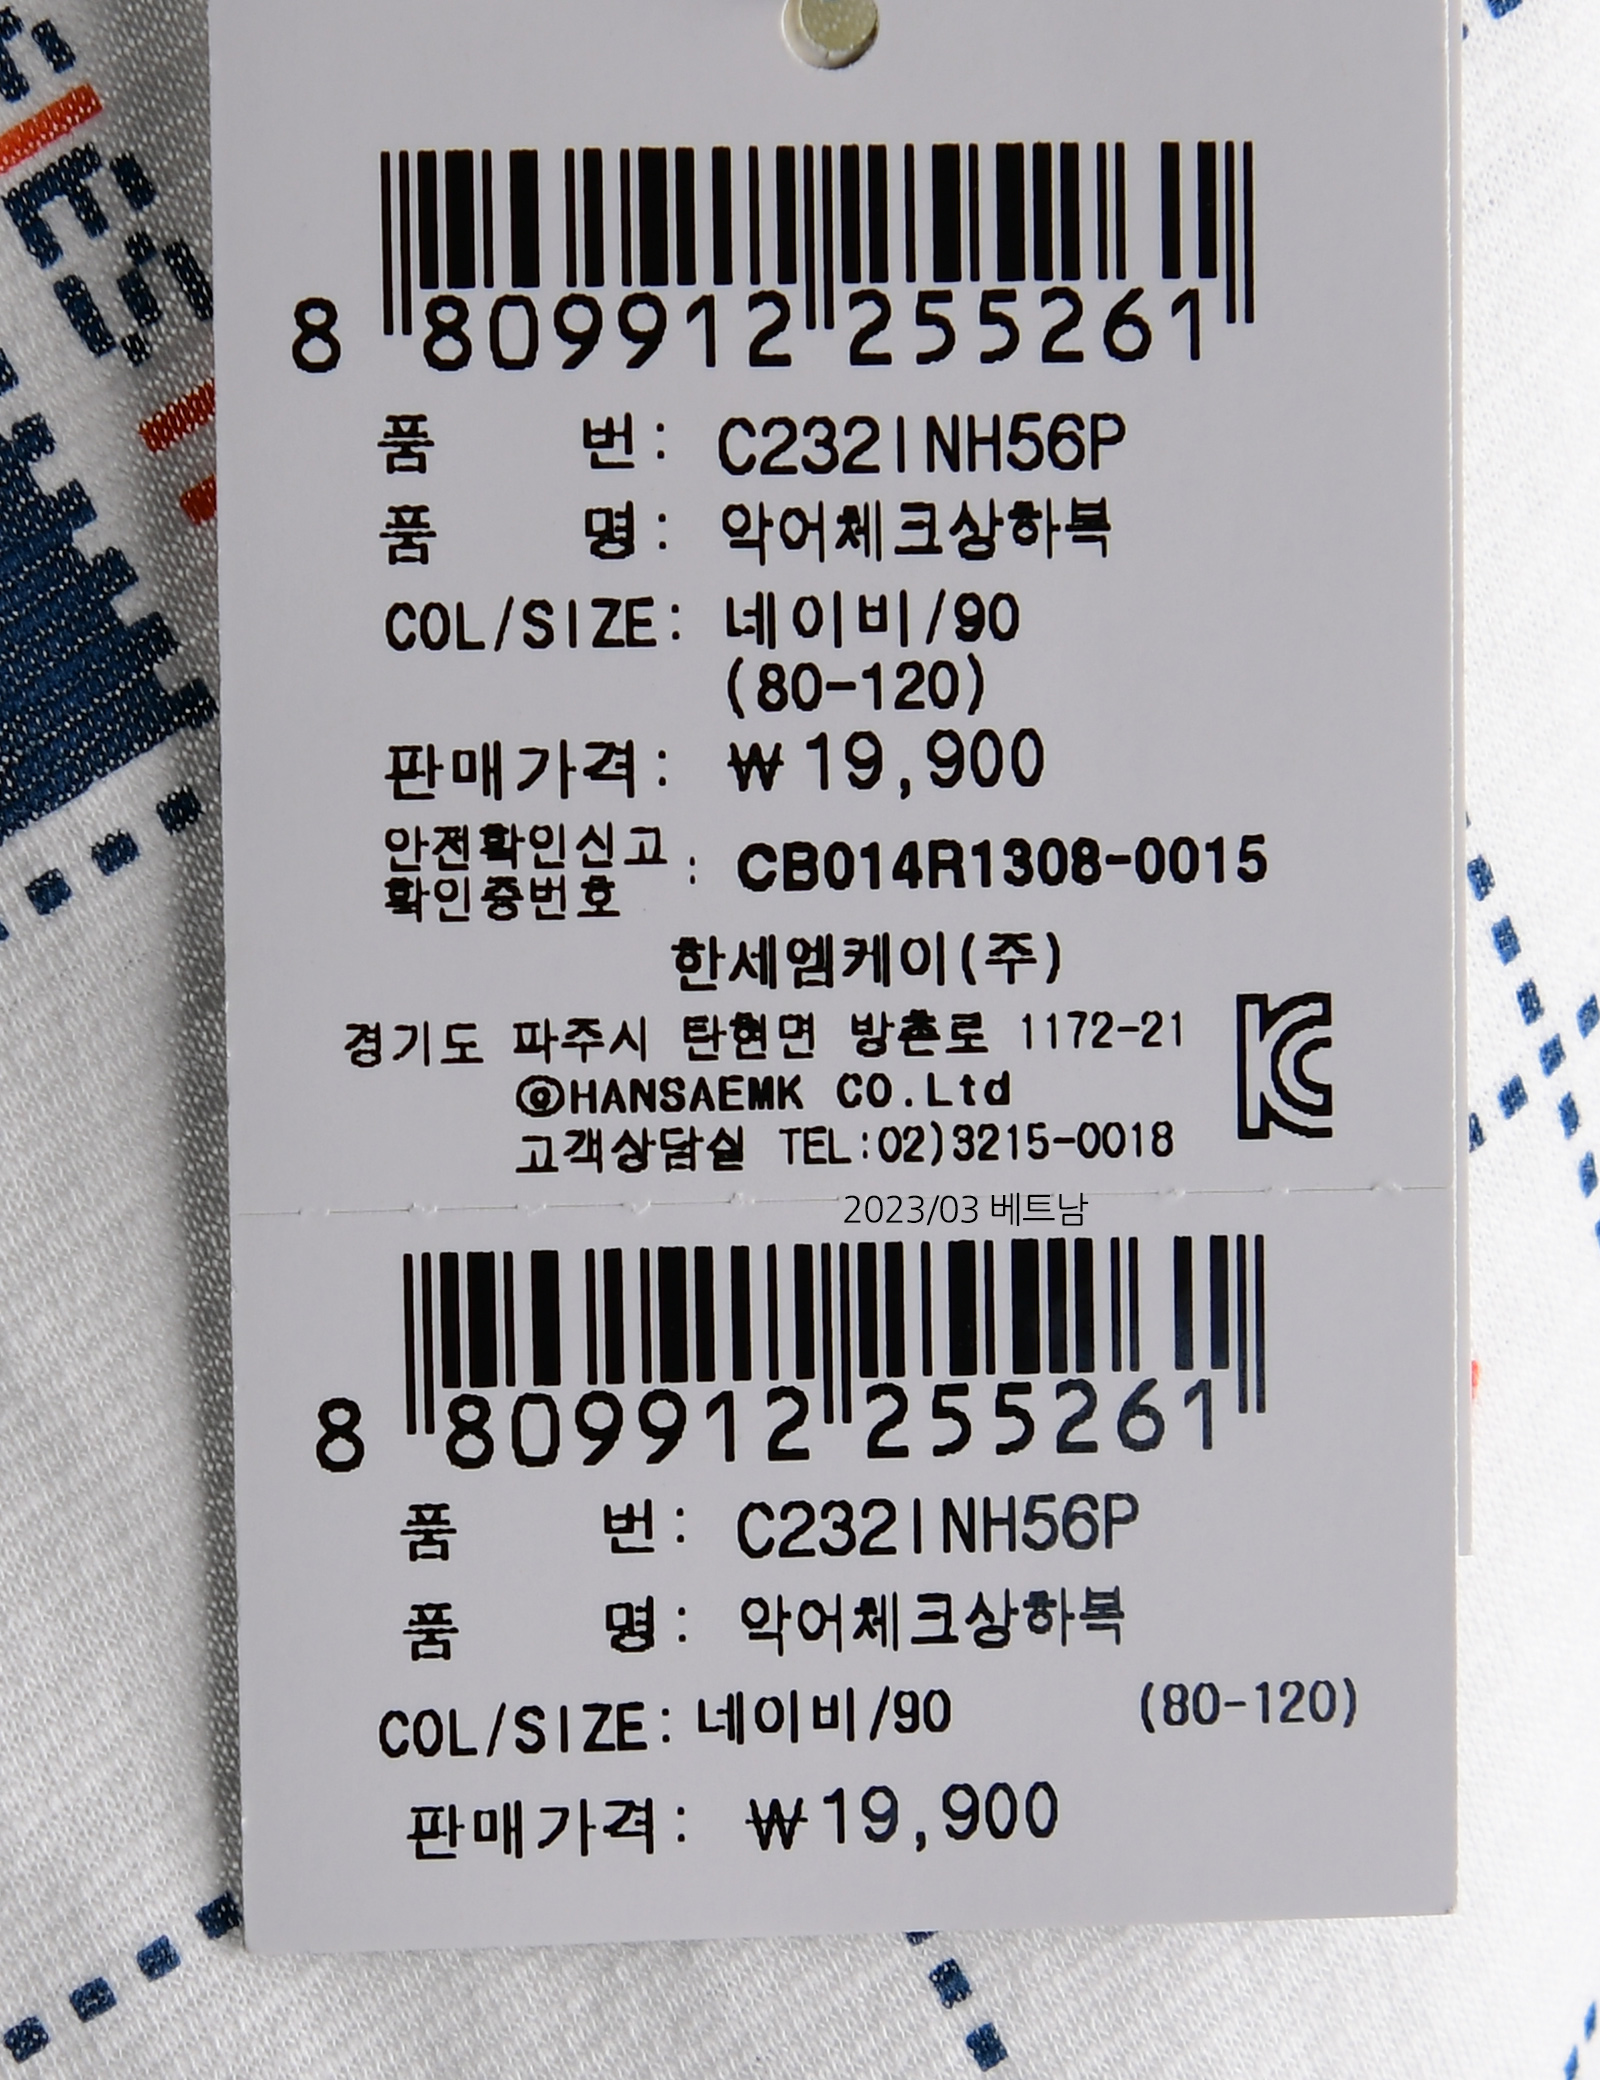 8 809912 255261
품 번: C232INH56P
품 명: 악어체크상하복
COL/SIZE: 네이비/90
(80-120)
판매가격: ₩19,900
안전확인신고
확인증번호 : CB014R1308-0015
한세엠케이(주)
경기도 파주시 탄현면 방촌로 1172-21
ⓒHANSAEMK CO.Ltd
고객상담실 TEL:02)3215-0018
2023/03 베트남
8 809912 255261
품 번: C232INH56P
품 명: 악어체크상하복
COL/SIZE: 네이비/90 (80-120)
판매가격: ₩19,900